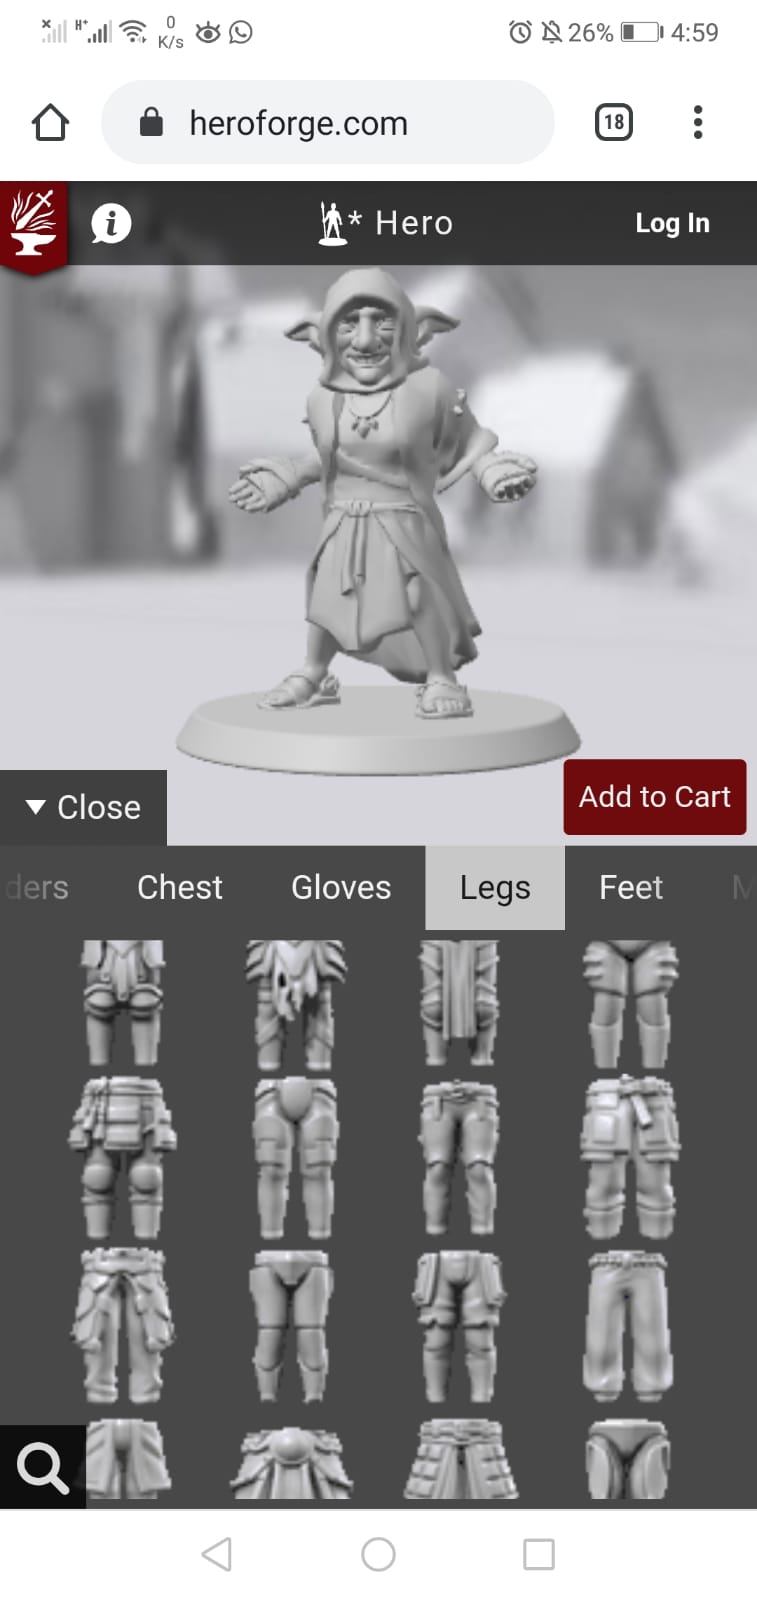 H+
0
K/s
26%
4:59
heroforge.com
18
* Hero
Log In
Close
Add to Cart
ders
Chest
Gloves
Legs
Feet
M